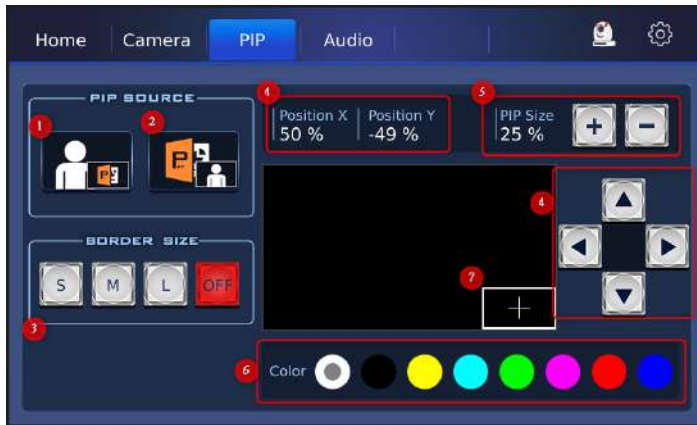 Home Camera PIP Audio
PIP SOURCE
1
2
P
P
4
Position X Position Y
50 % -49 %
5
PIP Size
25 %
+ −
4
BORDER SIZE
S M L OFF
3
7
6
Color